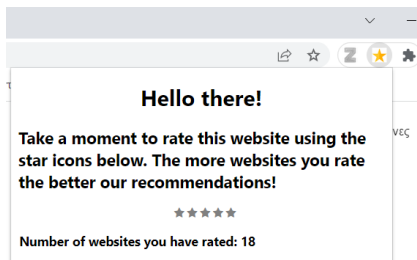 Hello there!
Take a moment to rate this website using the
star icons below. The more websites you rate
the better our recommendations!
Number of websites you have rated: 18
νες